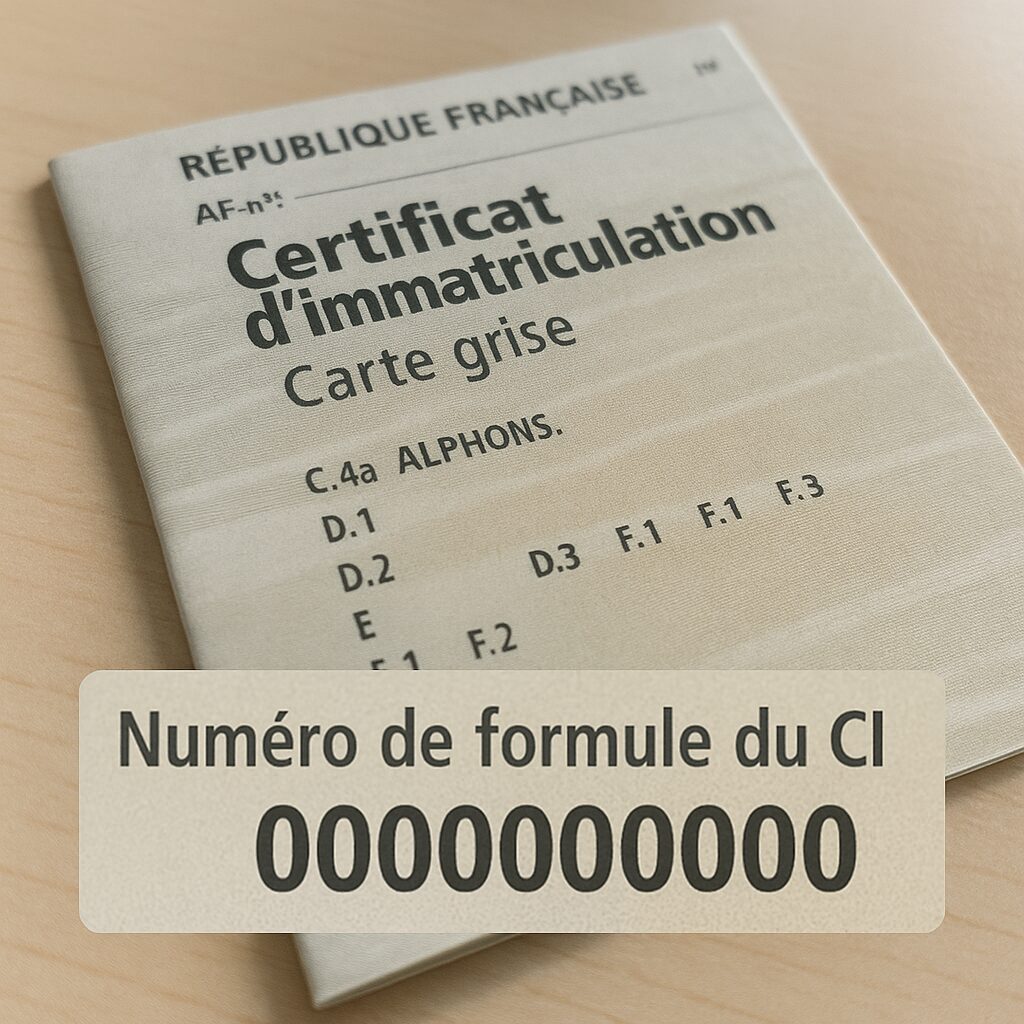 RÉPUBLIQUE FRANÇAISE
AF-n
Certificat
d'immatriculation
Carte grise
C.4a ALPHONS.
D.1
D.2 D.3 F.1 F.1 F.3
E
F.1 F.2
Numéro de formule du CI
0000000000